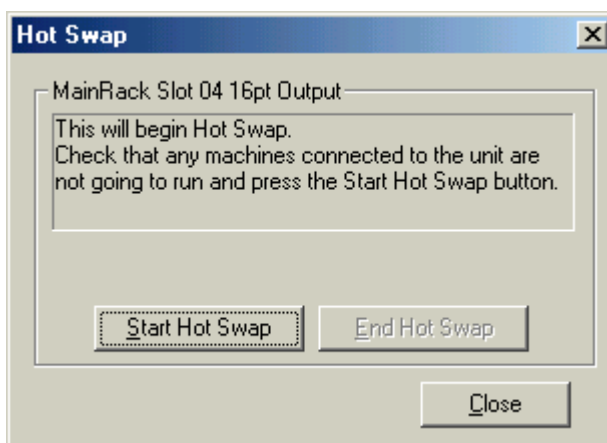 Hot Swap
MainRack Slot 04 16pt Output
This will begin Hot Swap.
Check that any machines connected to the unit are
not going to run and press the Start Hot Swap button.
Start Hot Swap
End Hot Swap
Close